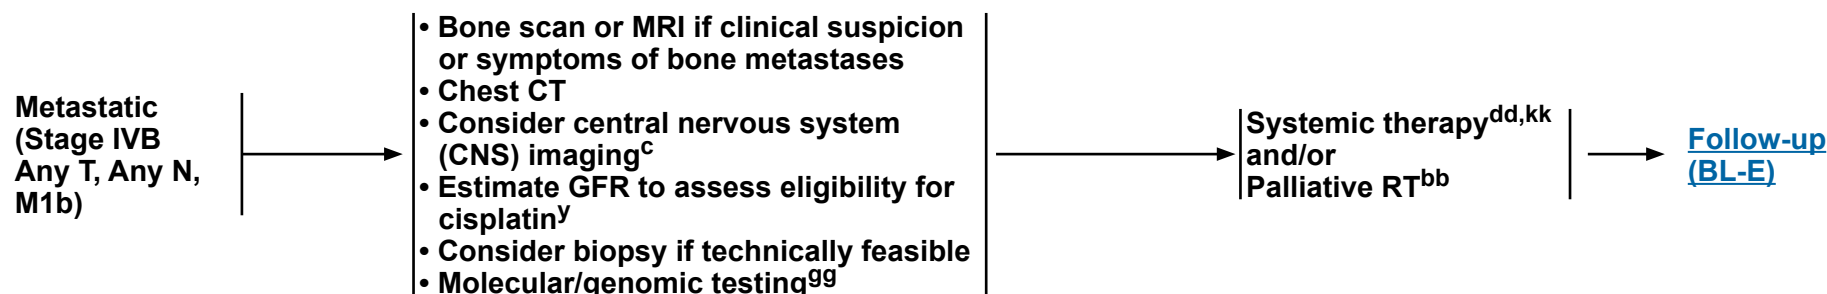 Metastatic
(Stage IVB
Any T, Any N,
M1b)
• Bone scan or MRI if clinical suspicion
or symptoms of bone metastases
• Chest CT
• Consider central nervous system
(CNS) imagingc
• Estimate GFR to assess eligibility for
cisplatiny
• Consider biopsy if technically feasible
• Molecular/genomic testinggg
Systemic therapydd,kk
and/or
Palliative RTbb
Follow-up
(BL-E)